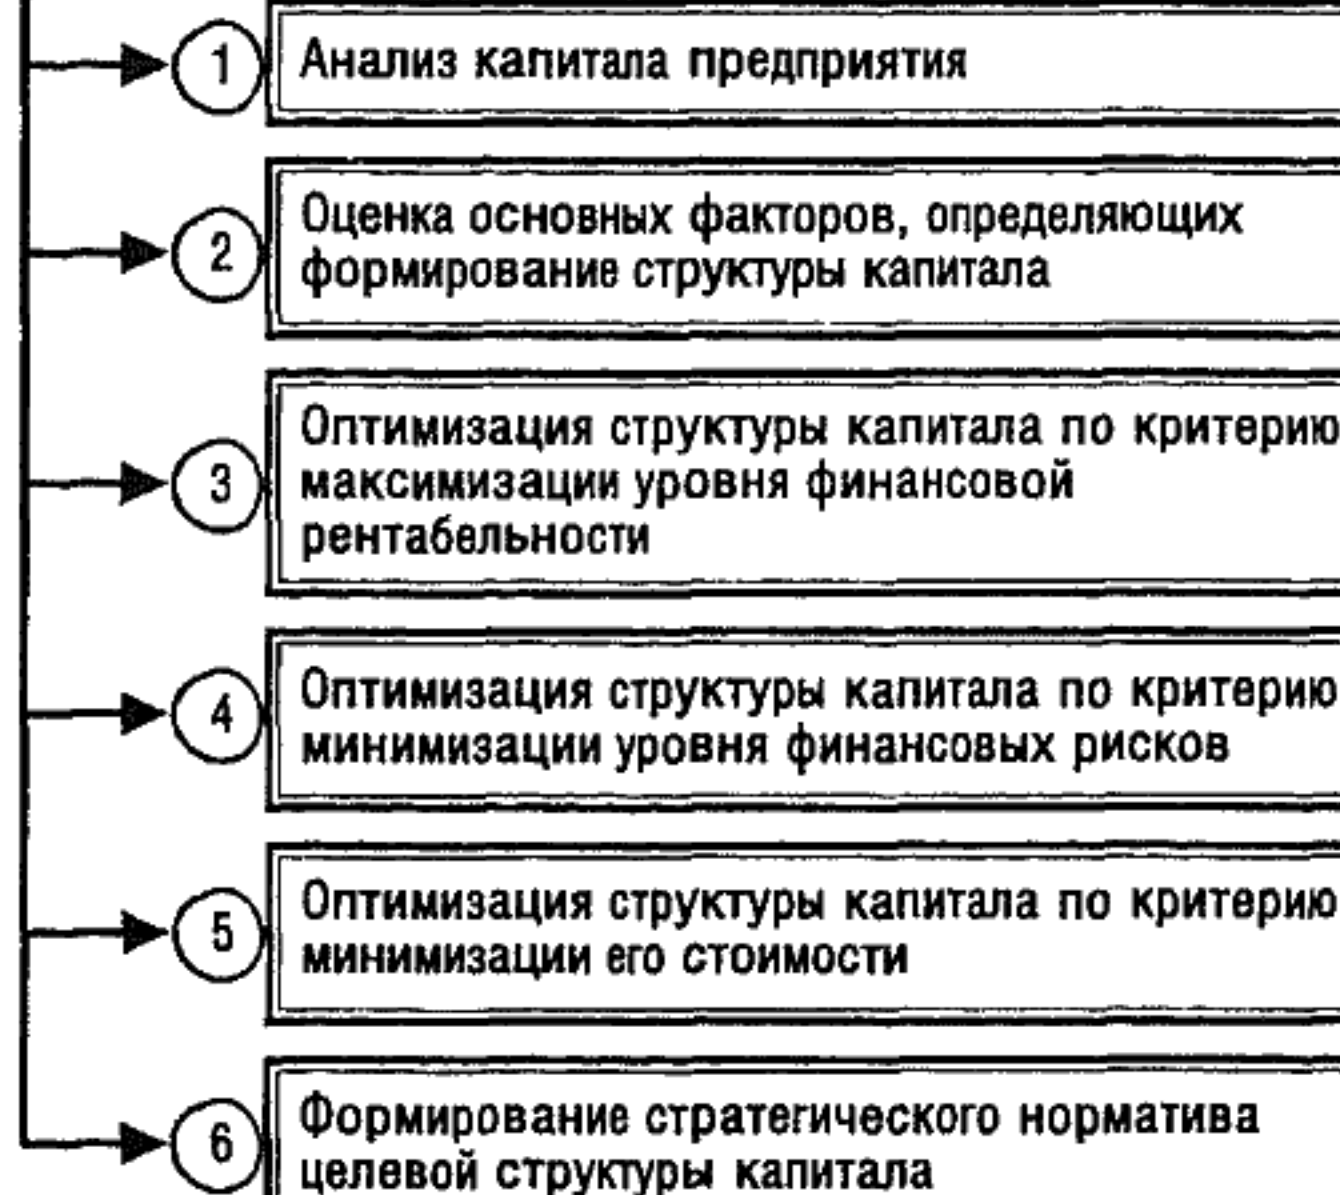 1 Анализ капитала предприятия
2 Оценка основных факторов, определяющих
формирование структуры капитала
3 Оптимизация структуры капитала по критерию
максимизации уровня финансовой
рентабельности
4 Оптимизация структуры капитала по критерию
минимизации уровня финансовых рисков
5 Оптимизация структуры капитала по критерию
минимизации его стоимости
6 Формирование стратегического норматива
целевой структуры капитала